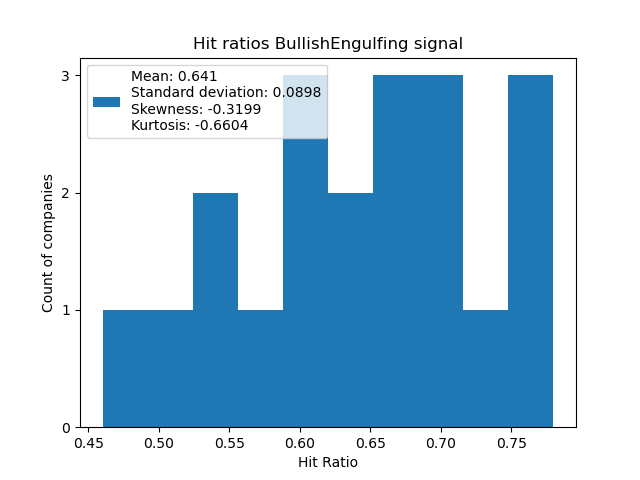 Hit ratios BullishEngulfing signal
Mean: 0.641
Standard deviation: 0.0898
Skewness: -0.3199
Kurtosis: -0.6604
Count of companies
3
2
1
0
0.45 0.50 0.55 0.60 0.65 0.70 0.75
Hit Ratio